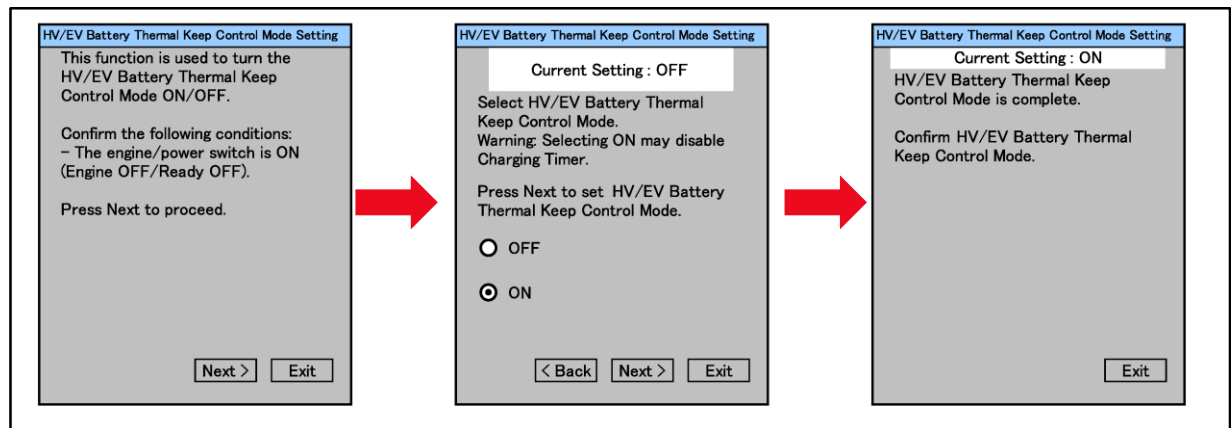 HV/EV Battery Thermal Keep Control Mode Setting
This function is used to turn the
HV/EV Battery Thermal Keep
Control Mode ON/OFF.
Confirm the following conditions:
– The engine/power switch is ON
(Engine OFF/Ready OFF).
Press Next to proceed.
Next >
Exit
HV/EV Battery Thermal Keep Control Mode Setting
Current Setting : OFF
Select HV/EV Battery Thermal
Keep Control Mode.
Warning: Selecting ON may disable
Charging Timer.
Press Next to set HV/EV Battery
Thermal Keep Control Mode.
OFF
ON
< Back
Next >
Exit
HV/EV Battery Thermal Keep Control Mode Setting
Current Setting : ON
HV/EV Battery Thermal Keep
Control Mode is complete.
Confirm HV/EV Battery Thermal
Keep Control Mode.
Exit